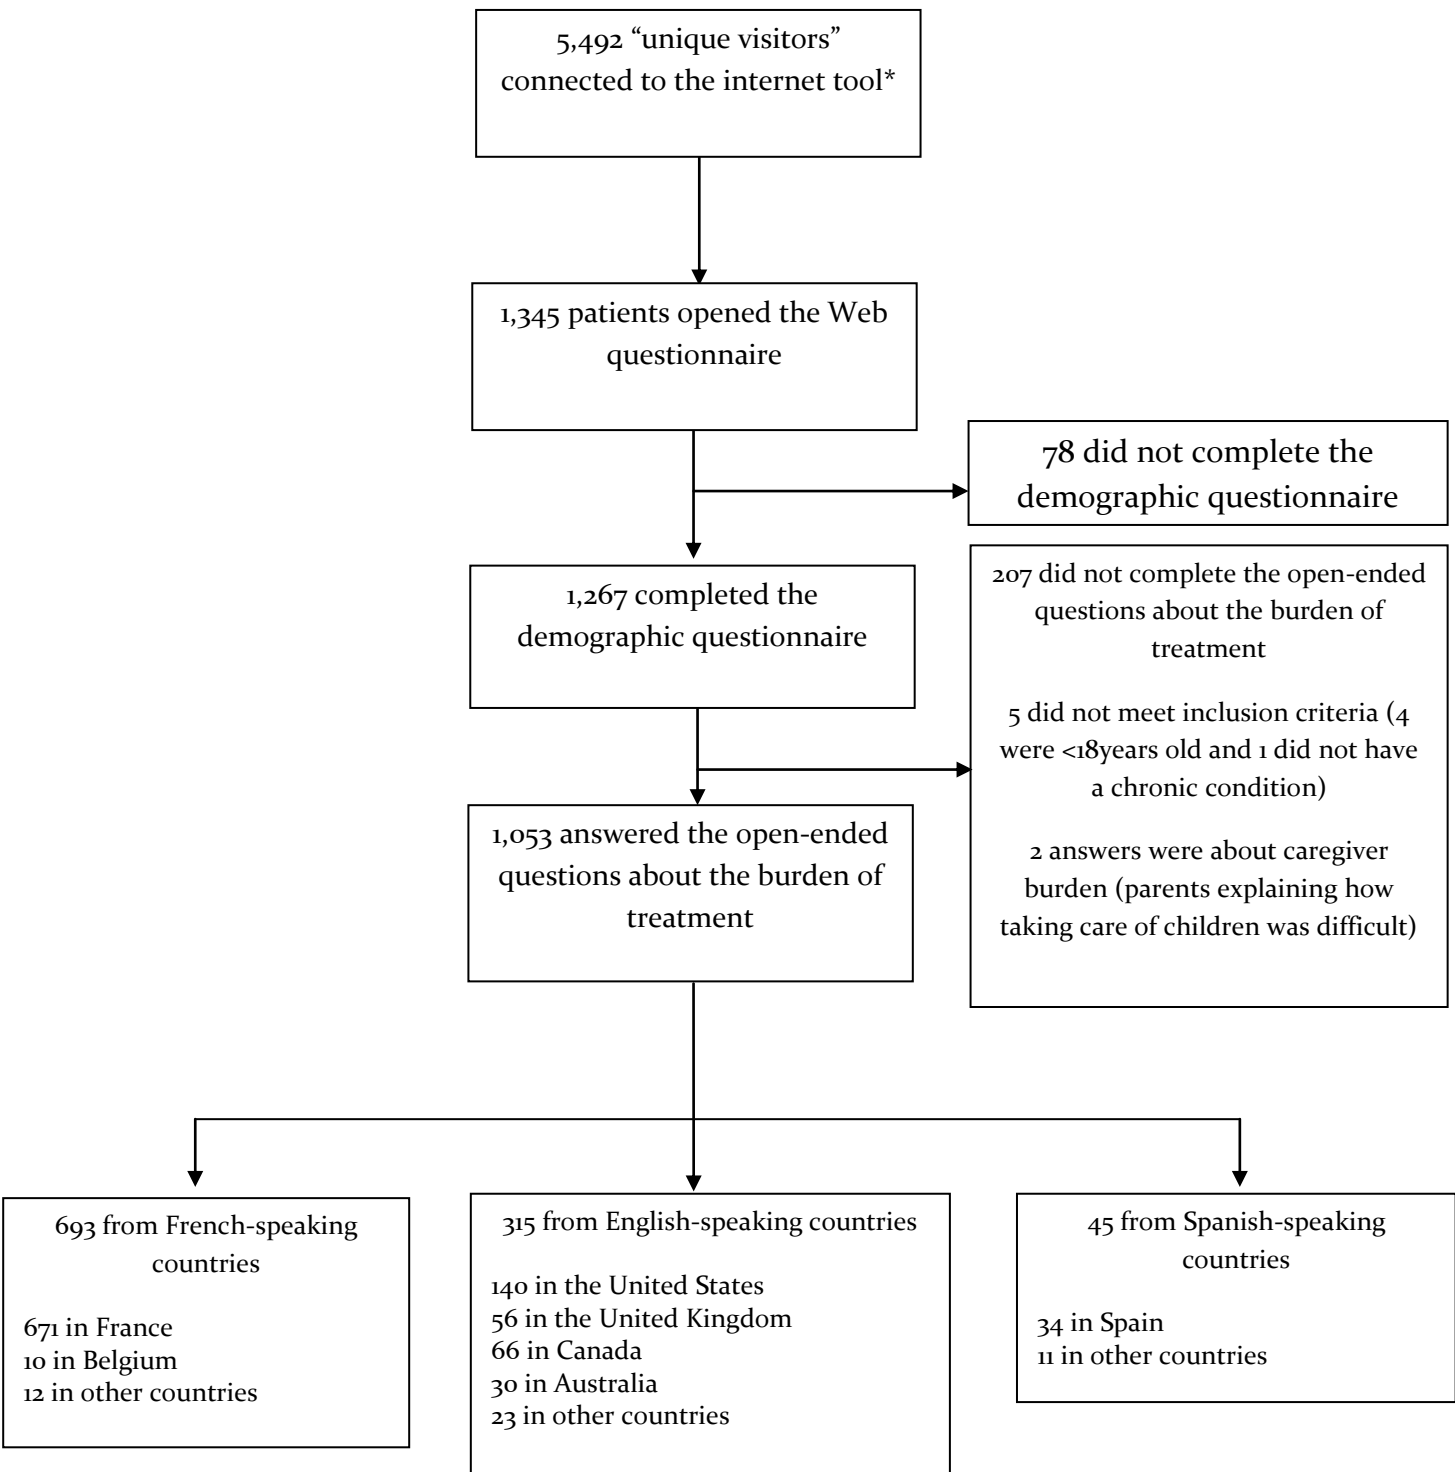 5,492 “unique visitors”
connected to the internet tool*
1,345 patients opened the Web
questionnaire
78 did not complete the
demographic questionnaire
1,267 completed the
demographic questionnaire
207 did not complete the open-ended
questions about the burden of
treatment
5 did not meet inclusion criteria (4
were <18years old and 1 did not have
a chronic condition)
2 answers were about caregiver
burden (parents explaining how
taking care of children was difficult)
1,053 answered the open-ended
questions about the burden of
treatment
693 from French-speaking
countries
671 in France
10 in Belgium
12 in other countries
315 from English-speaking countries
140 in the United States
56 in the United Kingdom
66 in Canada
30 in Australia
23 in other countries
45 from Spanish-speaking
countries
34 in Spain
11 in other countries